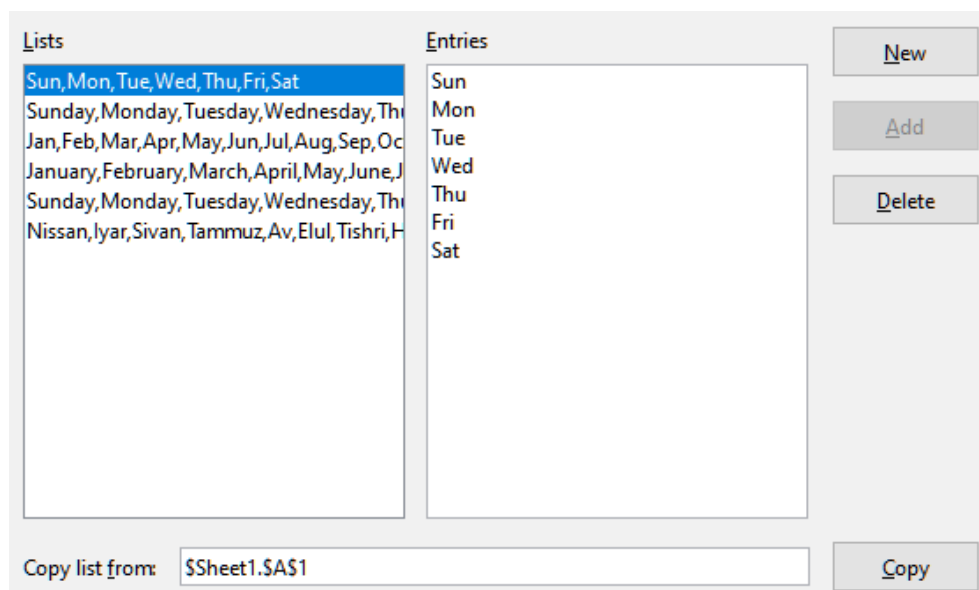 Lists
Sun,Mon,Tue,Wed,Thu,Fri,Sat
Sunday,Monday,Tuesday,Wednesday,Thu
Jan,Feb,Mar,Apr,May,Jun,Jul,Aug,Sep,Oc
January,February,March,April,May,June,J
Sunday,Monday,Tuesday,Wednesday,Thu
Nissan,Iyar,Sivan,Tammuz,Av,Elul,Tishri,H
Entries
Sun
Mon
Tue
Wed
Thu
Fri
Sat
New
Add
Delete
Copy list from: $Sheet1.$A$1
Copy